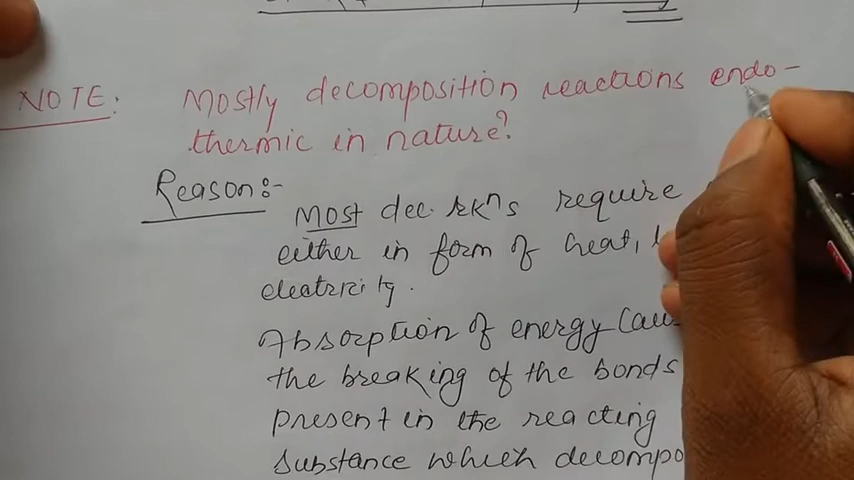 NOTE: Mostly decomposition reactions endo-
thermic in nature?
Reason:-
Most dec. rkⁿs require
either in form of heat,
electricity.
Absorption of energy
the breaking of the bonds
present in the reacting
substance which